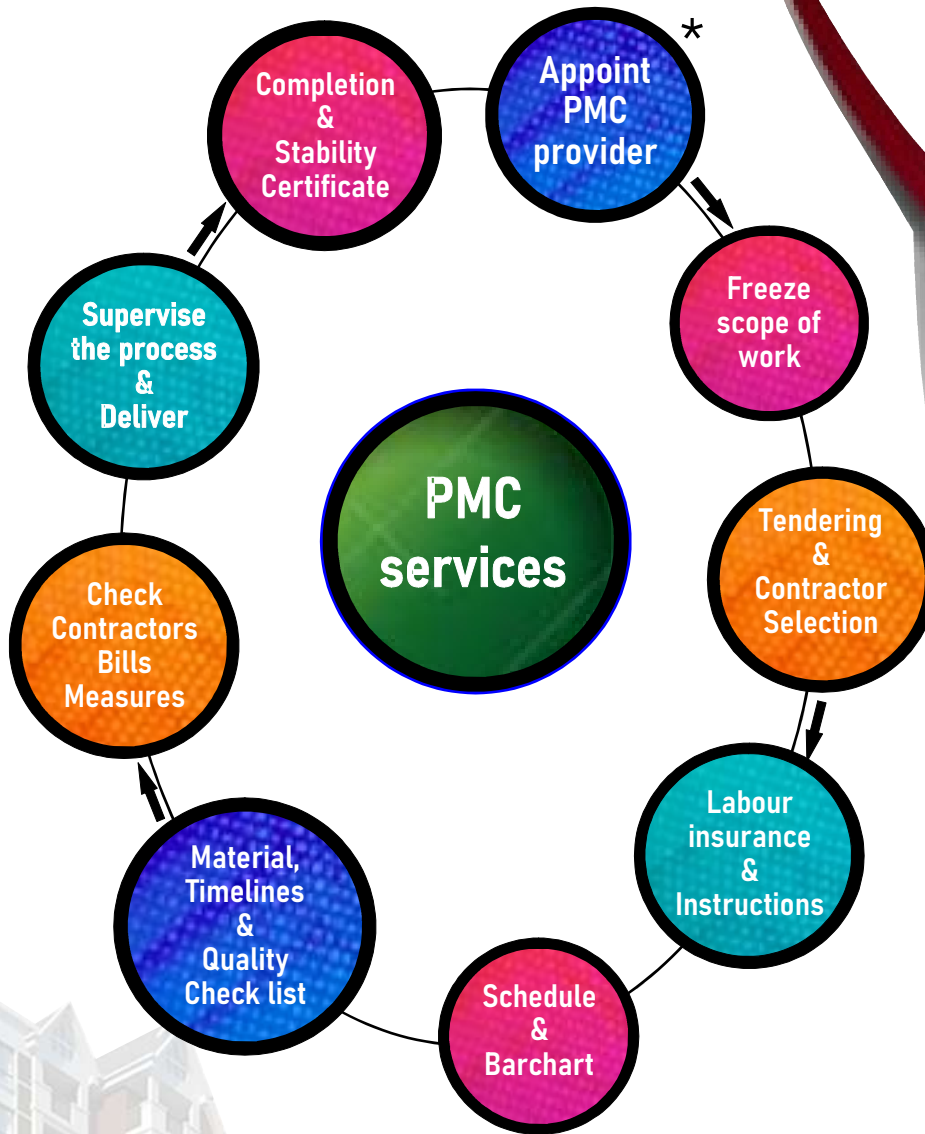 *
Appoint
PMC
provider
Freeze
scope of
work
Tendering
&
Contractor
Selection
Labour
insurance
&
Instructions
Schedule
&
Barchart
Material,
Timelines
&
Quality
Check list
Check
Contractors
Bills
Measures
Supervise
the process
&
Deliver
Completion
&
Stability
Certificate
PMC
services